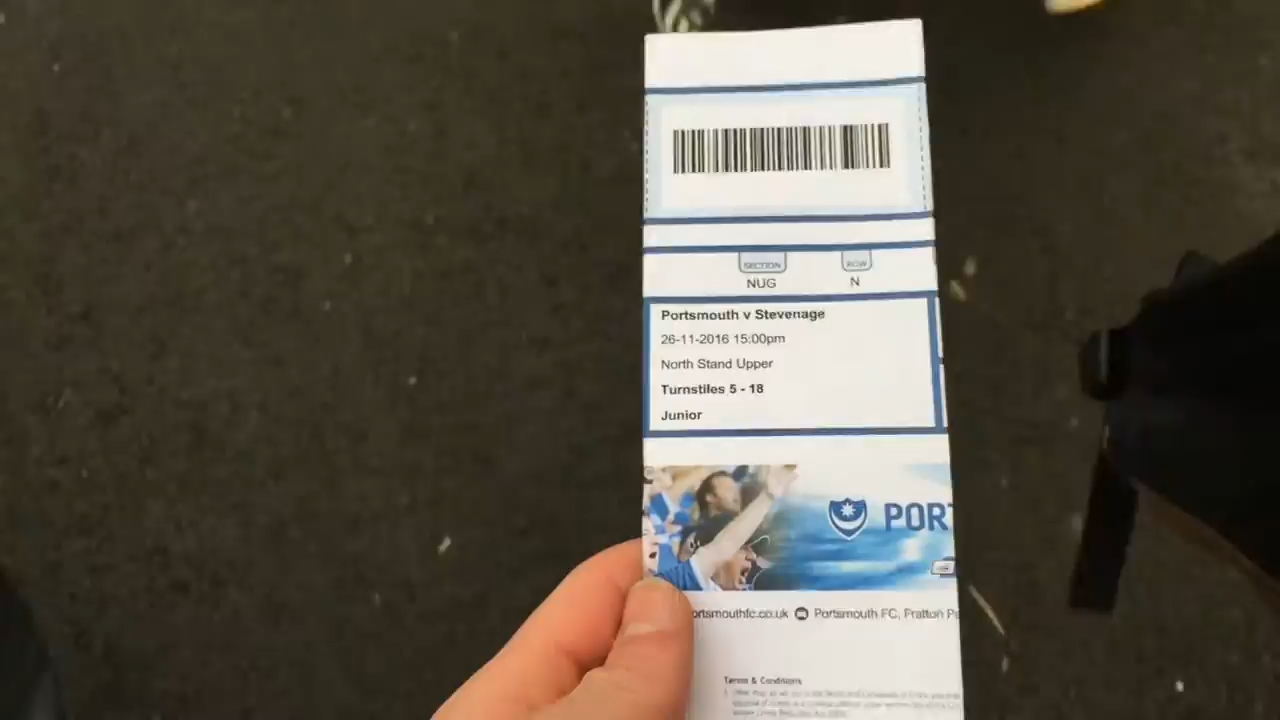 SECTION ROW
NUG N
Portsmouth v Stevenage
26-11-2016 15:00pm
North Stand Upper
Turnstiles 5 - 18
Junior
POR
ortsmouthfc.co.uk Portsmouth FC, Fratton
Terms & Conditions